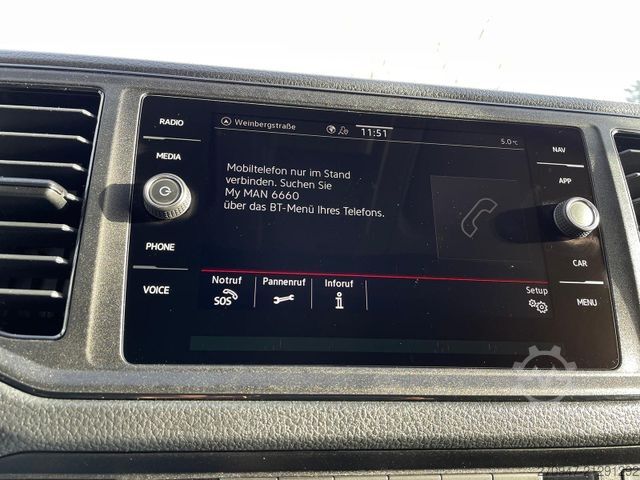 RADIO
MEDIA
PHONE
VOICE
Weinbergstraße
11:51
5.0°C
Mobiltelefon nur im Stand
verbinden. Suchen Sie
My MAN 6660
über das BT-Menü Ihres Telefons.
Notruf
Pannenruf
Inforuf
SOS
Setup
NAV
APP
CAR
MENU